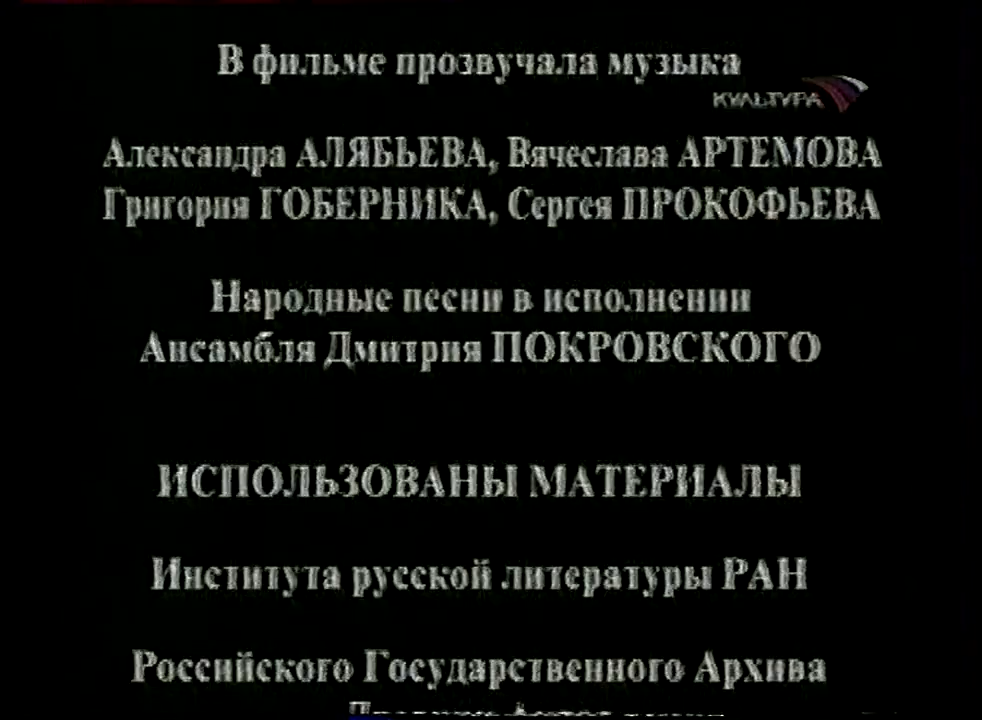 В фильме прозвучала музыка
КУЛЬТУРА
Александра АЛЯБЬЕВА, Вячеслава АРТЕМОВА
Григория ГОБЕРНИКА, Сергея ПРОКОФЬЕВА
Народные песни в исполнении
Ансамбля Дмитрия ПОКРОВСКОГО
ИСПОЛЬЗОВАНЫ МАТЕРИАЛЫ
Института русской литературы РАН
Российского Государственного Архива